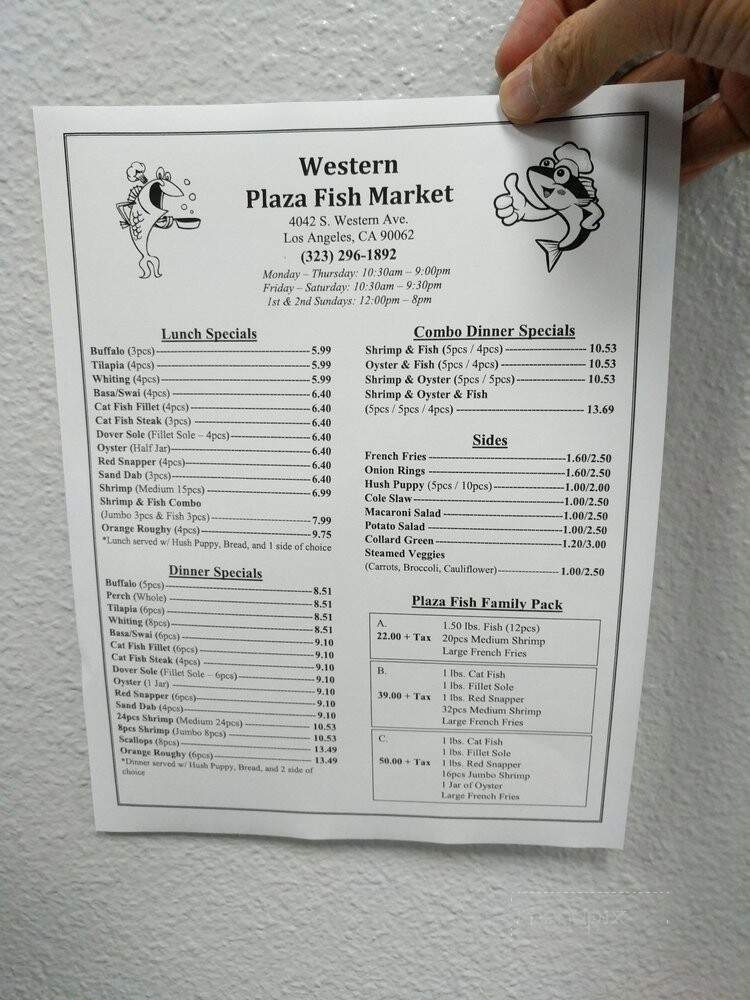 Western
Plaza Fish Market
4042 S. Western Ave.
Los Angeles, CA 90062
(323) 296-1892
Monday – Thursday: 10:30am – 9:00pm
Friday – Saturday: 10:30am – 9:30pm
1st & 2nd Sundays: 12:00pm – 8pm
Lunch Specials
Buffalo (3pcs) 5.99
Tilapia (4pcs) 5.99
Whiting (4pcs) 5.99
Basa/Swai (4pcs) 6.40
Cat Fish Fillet (4pcs) 6.40
Cat Fish Steak (3pcs) 6.40
Dover Sole (Fillet Sole – 4pcs) 6.40
Oyster (Half Jar) 6.40
Red Snapper (4pcs) 6.40
Sand Dab (3pcs) 6.40
Shrimp (Medium 15pcs) 6.99
Shrimp & Fish Combo
(Jumbo 3pcs & Fish 3pcs) 7.99
Orange Roughy (4pcs) 9.75
*Lunch served w/ Hush Puppy, Bread, and 1 side of choice
Dinner Specials
Buffalo (5pcs) 8.51
Perch (Whole) 8.51
Tilapia (6pcs) 8.51
Whiting (8pcs) 8.51
Basa/Swai (6pcs) 9.10
Cat Fish Fillet (6pcs) 9.10
Cat Fish Steak (4pcs) 9.10
Dover Sole (Fillet Sole – 6pcs) 9.10
Oyster (1 Jar) 9.10
Red Snapper (6pcs) 9.10
Sand Dab (4pcs) 9.10
24pcs Shrimp (Medium 24pcs) 10.53
8pcs Shrimp (Jumbo 8pcs) 10.53
Scallops (8pcs) 13.49
Orange Roughy (6pcs) 13.49
*Dinner served w/ Hush Puppy, Bread, and 2 side of
choice
Combo Dinner Specials
Shrimp & Fish (5pcs / 4pcs) 10.53
Oyster & Fish (5pcs / 4pcs) 10.53
Shrimp & Oyster (5pcs / 5pcs) 10.53
Shrimp & Oyster & Fish
(5pcs / 5pcs / 4pcs) 13.69
Sides
French Fries 1.60/2.50
Onion Rings 1.60/2.50
Hush Puppy (5pcs / 10pcs) 1.00/2.00
Cole Slaw 1.00/2.50
Macaroni Salad 1.00/2.50
Potato Salad 1.00/2.50
Collard Green 1.20/3.00
Steamed Veggies
(Carrots, Broccoli, Cauliflower) 1.00/2.50
Plaza Fish Family Pack
A.
22.00 + Tax
1.50 lbs. Fish (12pcs)
20pcs Medium Shrimp
Large French Fries
B.
39.00 + Tax
1 lbs. Cat Fish
1 lbs. Fillet Sole
1 lbs. Red Snapper
32pcs Medium Shrimp
Large French Fries
C.
50.00 + Tax
1 lbs. Cat Fish
1 lbs. Fillet Sole
1 lbs. Red Snapper
16pcs Jumbo Shrimp
1 Jar of Oyster
Large French Fries